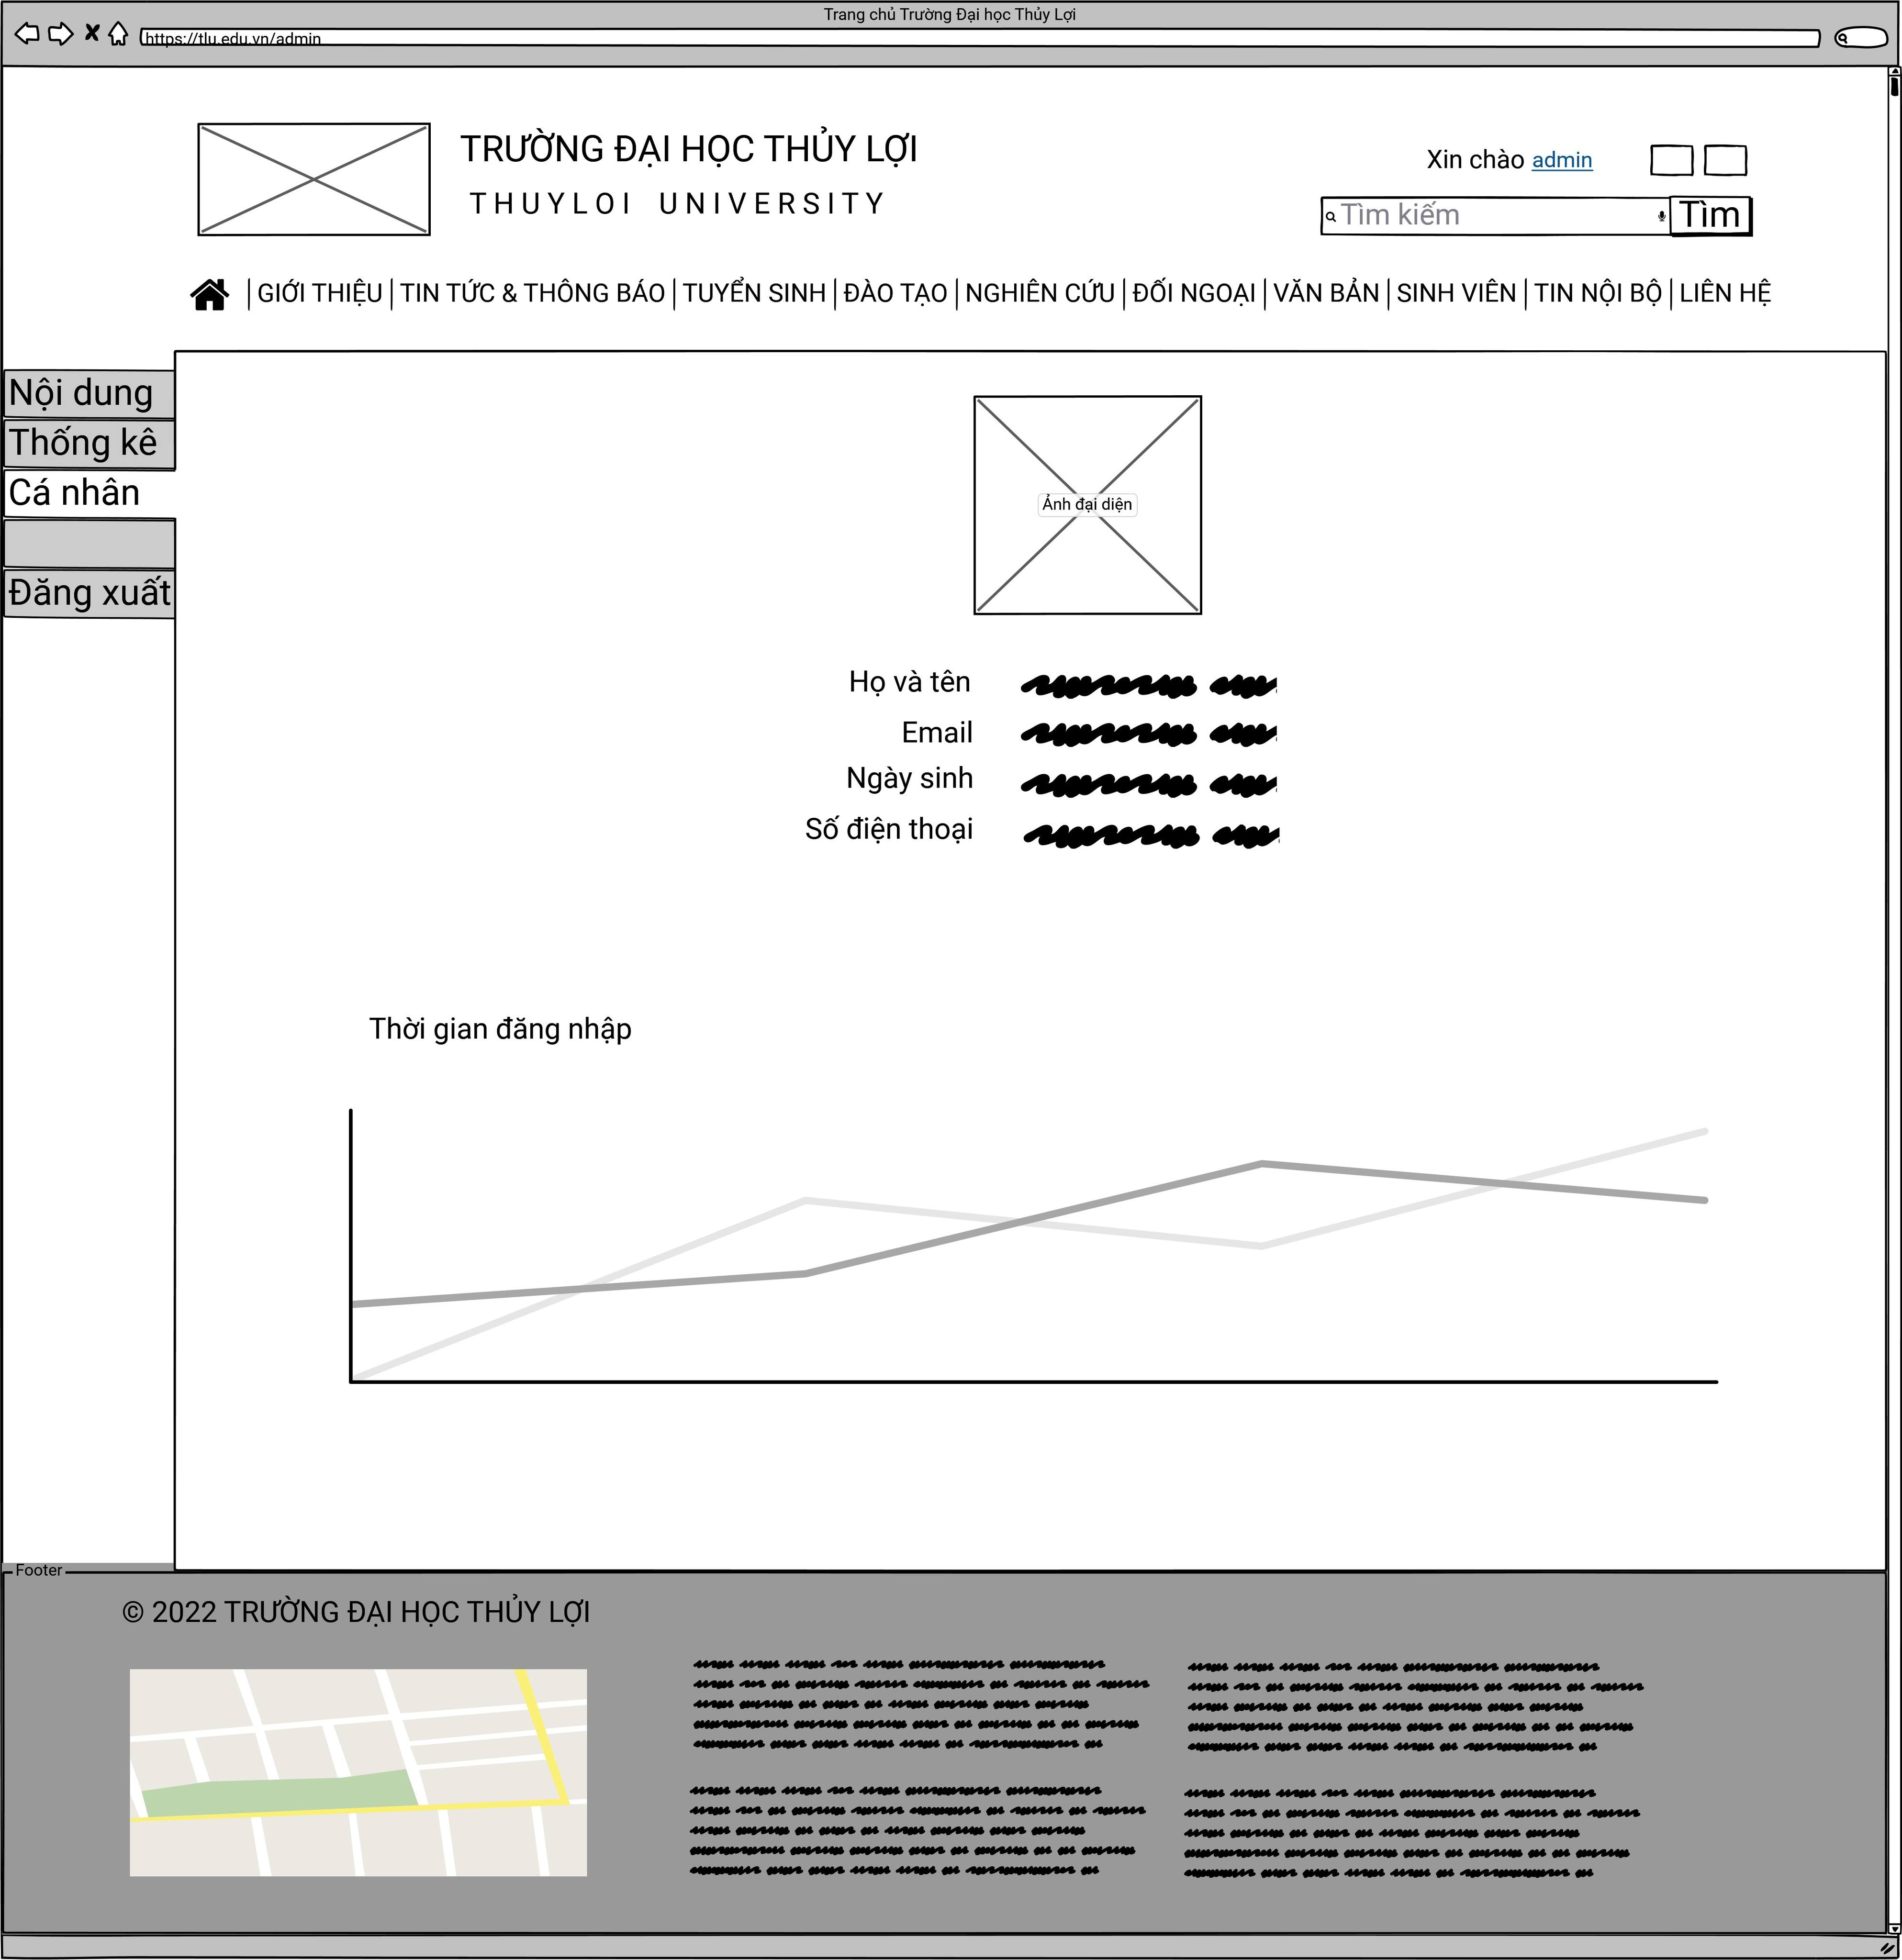 Trang chủ Trường Đại học Thủy Lợi
https://tlu.edu.vn/admin
TRƯỜNG ĐẠI HỌC THỦY LỢI
THUYLOI UNIVERSITY
Xin chào admin
Tìm kiếm
Tìm
GIỚI THIỆU | TIN TỨC & THÔNG BÁO | TUYỂN SINH | ĐÀO TẠO | NGHIÊN CỨU | ĐỐI NGOẠI | VĂN BẢN | SINH VIÊN | TIN NỘI BỘ | LIÊN HỆ
Nội dung
Thống kê
Cá nhân
Đăng xuất
Ảnh đại diện
Họ và tên
Email
Ngày sinh
Số điện thoại
Thời gian đăng nhập
Footer
© 2022 TRƯỜNG ĐẠI HỌC THỦY LỢI